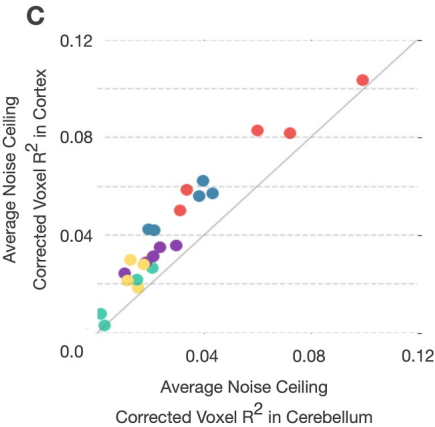 C
0.12
0.08
0.04
0.0
0.04
0.08
0.12
Average Noise Ceiling
Corrected Voxel R² in Cortex
Average Noise Ceiling
Corrected Voxel R² in Cerebellum